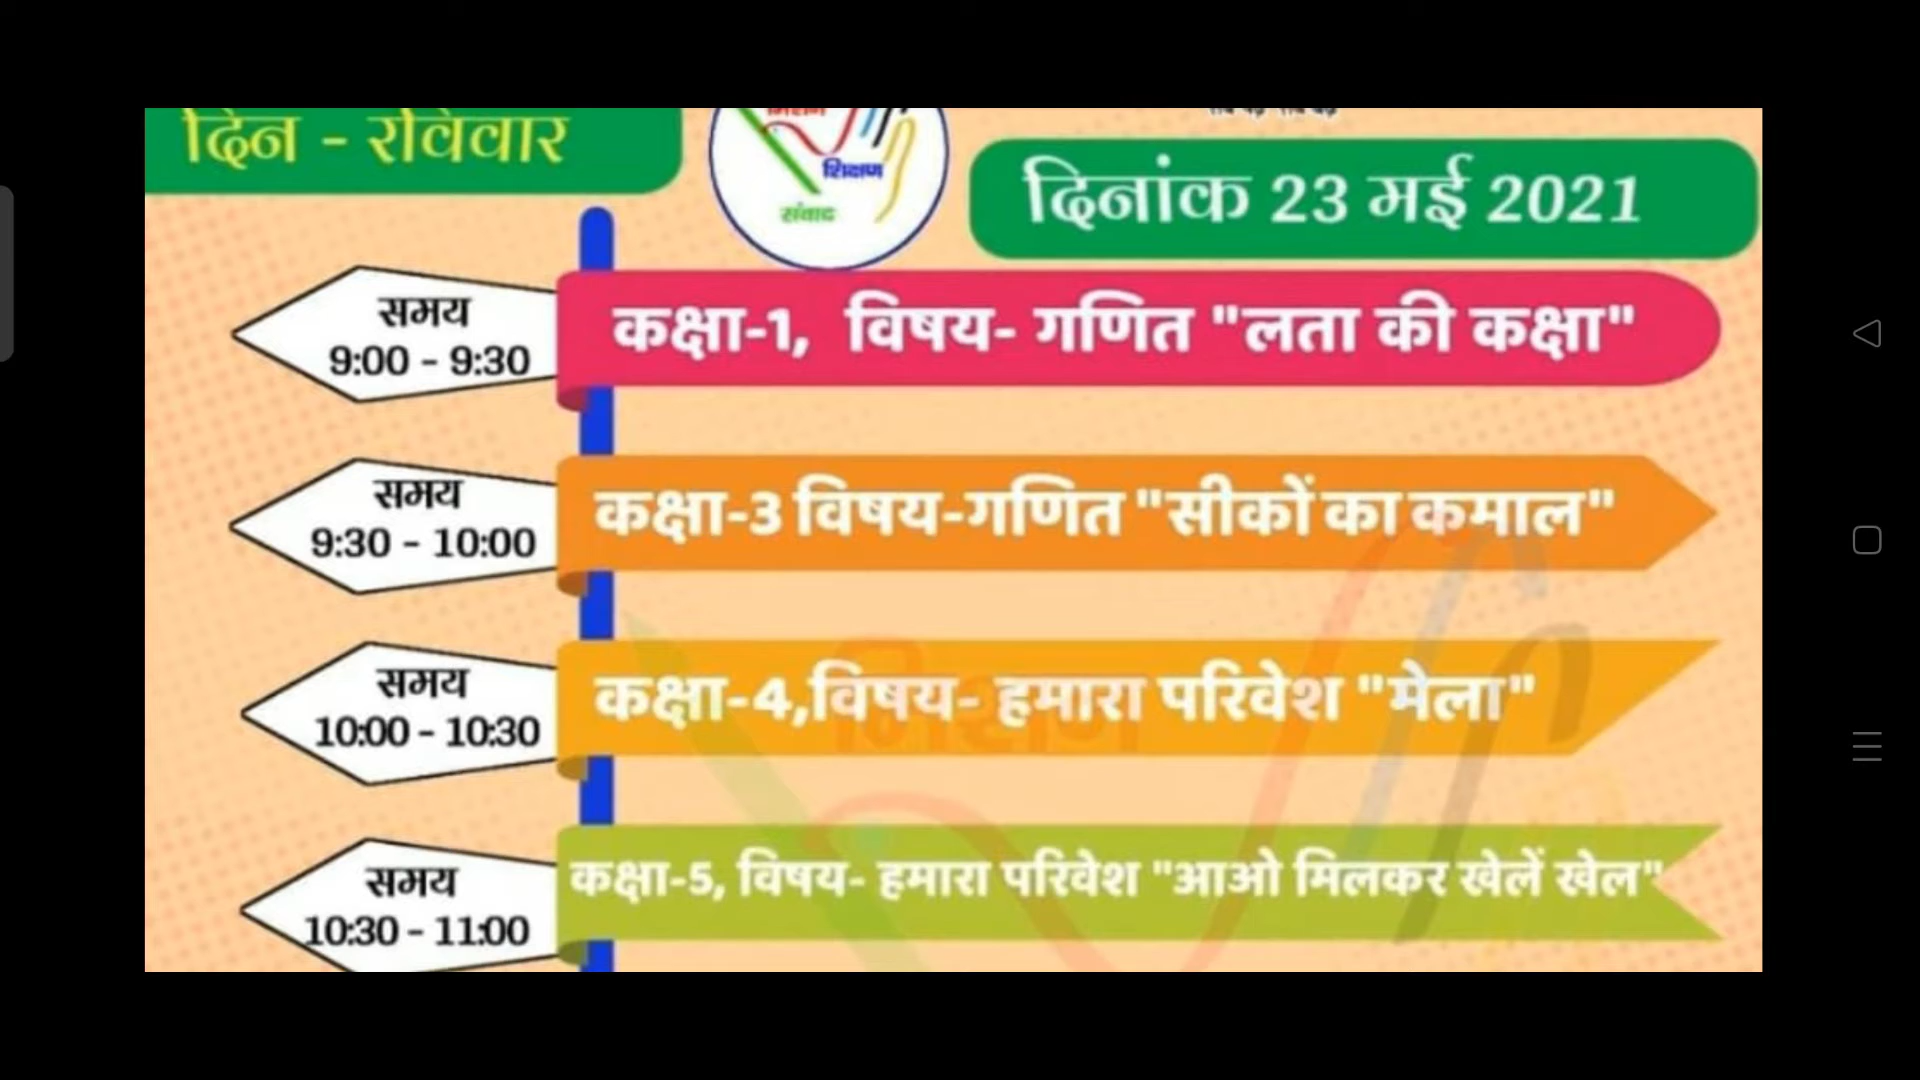 दिन - रविवार
मिशन
शिक्षण
संवाद
दिनांक 23 मई 2021
समय
9:00 - 9:30
कक्षा-1, विषय- गणित "लता की कक्षा"
समय
9:30 - 10:00
कक्षा-3 विषय-गणित "सीकों का कमाल"
समय
10:00 - 10:30
कक्षा-4,विषय- हमारा परिवेश "मेला"
मिशन
समय
10:30 - 11:00
कक्षा-5, विषय- हमारा परिवेश "आओ मिलकर खेलें खेल"